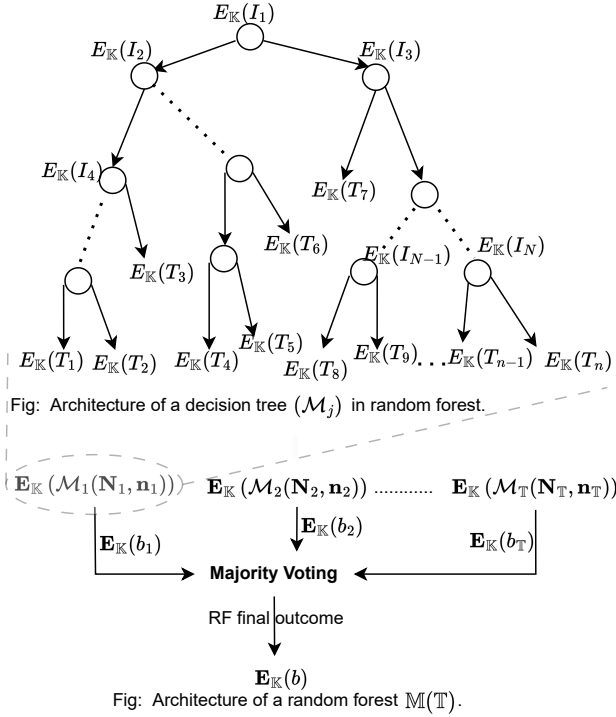 E_𝕂(I_1)
E_𝕂(I_2)
E_𝕂(I_3)
E_𝕂(I_4)
E_𝕂(T_7)
E_𝕂(T_6)
E_𝕂(I_{N−1})
E_𝕂(I_N)
E_𝕂(T_3)
E_𝕂(T_1)
E_𝕂(T_2)
E_𝕂(T_4)
E_𝕂(T_5)
E_𝕂(T_8)
E_𝕂(T_9)
...
E_𝕂(T_{n−1})
E_𝕂(T_n)
Fig: Architecture of a decision tree (ℳ_j) in random forest.
𝐄_𝕂(ℳ_1(𝐍_1, 𝐧_1)) 𝐄_𝕂(ℳ_2(𝐍_2, 𝐧_2)) ............ 𝐄_𝕂(ℳ_𝕋(𝐍_𝕋, 𝐧_𝕋))
𝐄_𝕂(b_1)
𝐄_𝕂(b_2)
𝐄_𝕂(b_𝕋)
Majority Voting
RF final outcome
𝐄_𝕂(b)
Fig: Architecture of a random forest 𝕄(𝕋).